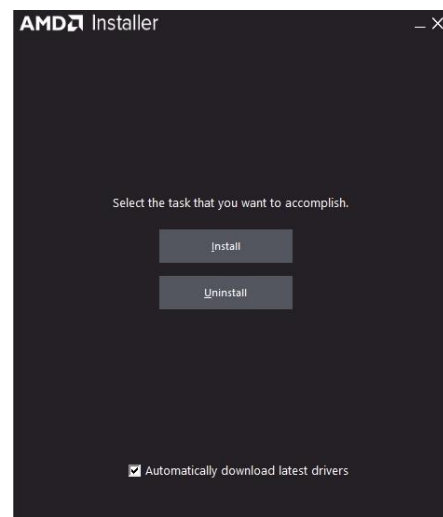 AMD Installer
Select the task that you want to accomplish.
Install
Uninstall
Automatically download latest drivers